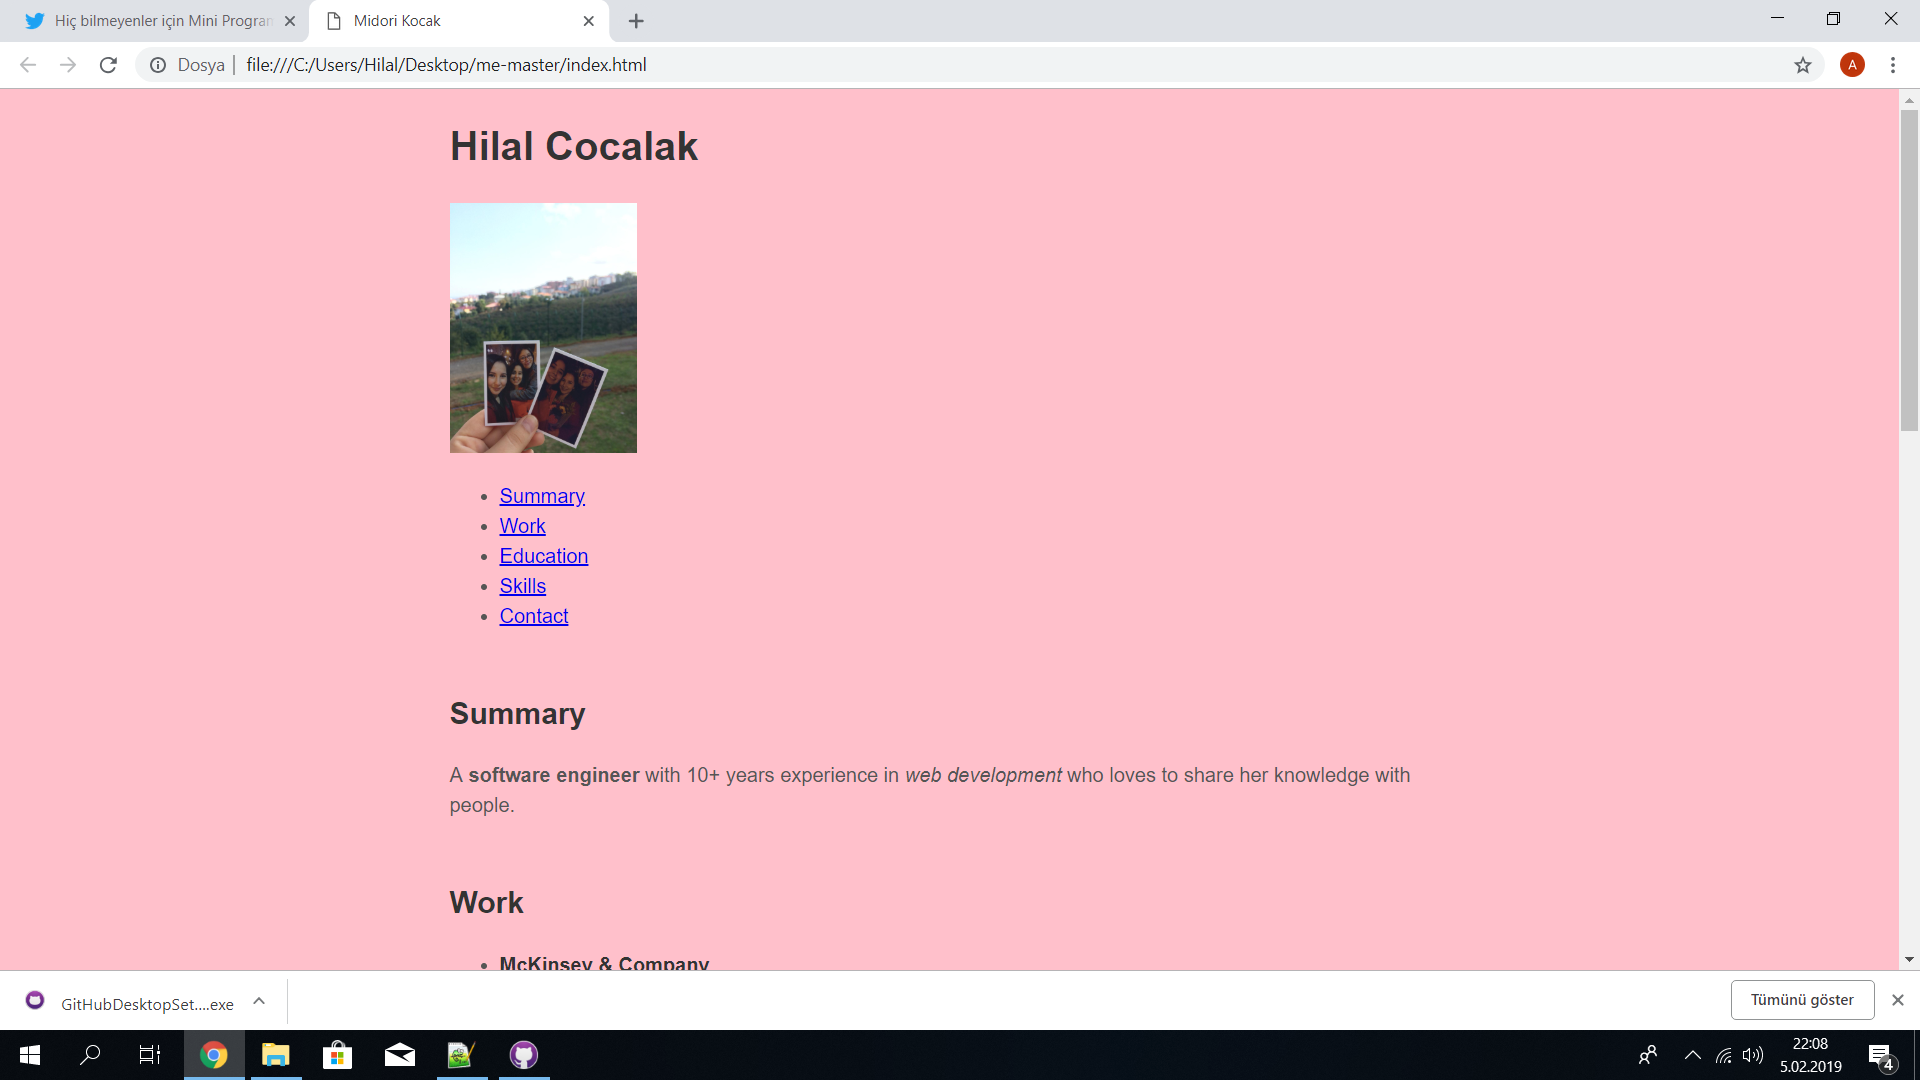 Hiç bilmeyenler için Mini Progran
Midori Kocak
Dosya
file:///C:/Users/Hilal/Desktop/me-master/index.html
A
Hilal Cocalak
Summary
Work
Education
Skills
Contact
Summary
A software engineer with 10+ years experience in web development who loves to share her knowledge with
people.
Work
McKinsey & Company
GitHubDesktopSet....exe
Tümünü göster
22:08
5.02.2019
4